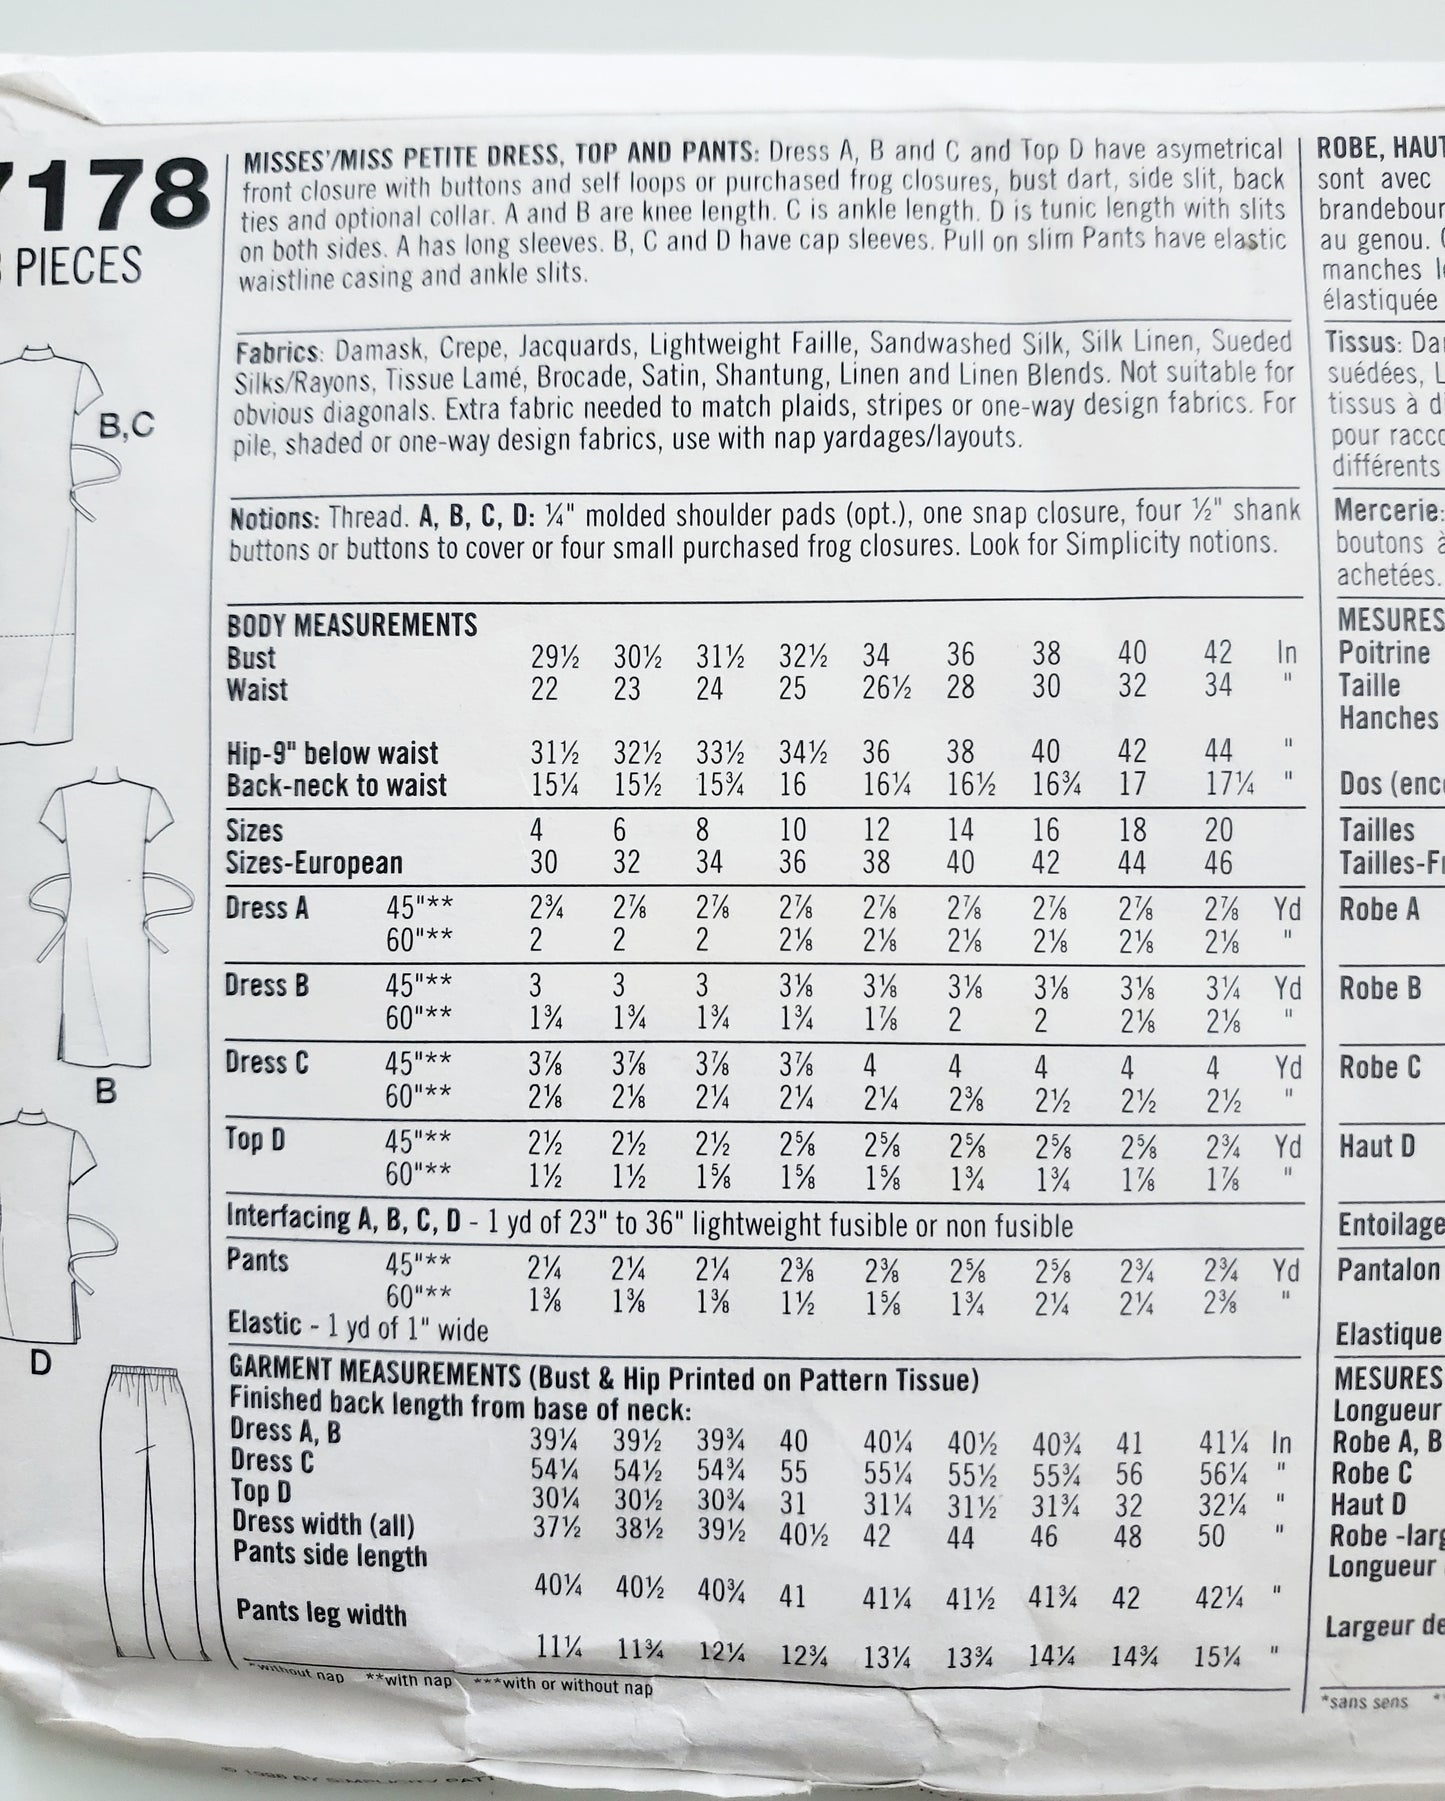 7178
PIECES
B,C
B
D
MISSES'/MISS PETITE DRESS, TOP AND PANTS: Dress A, B and C and Top D have asymetrical
front closure with buttons and self loops or purchased frog closures, bust dart, side slit, back
ties and optional collar. A and B are knee length. C is ankle length. D is tunic length with slits
on both sides. A has long sleeves. B, C and D have cap sleeves. Pull on slim Pants have elastic
waistline casing and ankle slits.
Fabrics: Damask, Crepe, Jacquards, Lightweight Faille, Sandwashed Silk, Silk Linen, Sueded
Silks/Rayons, Tissue Lamé, Brocade, Satin, Shantung, Linen and Linen Blends. Not suitable for
obvious diagonals. Extra fabric needed to match plaids, stripes or one-way design fabrics. For
pile, shaded or one-way design fabrics, use with nap yardages/layouts.
Notions: Thread. A, B, C, D: ¼" molded shoulder pads (opt.), one snap closure, four ½" shank
buttons or buttons to cover or four small purchased frog closures. Look for Simplicity notions.
BODY MEASUREMENTS
Bust 29½ 30½ 31½ 32½ 34 36 38 40 42 In
Waist 22 23 24 25 26½ 28 30 32 34 "
Hip-9" below waist 31½ 32½ 33½ 34½ 36 38 40 42 44 "
Back-neck to waist 15¼ 15½ 15¾ 16 16¼ 16½ 16¾ 17 17¼ "
Sizes 4 6 8 10 12 14 16 18 20
Sizes-European 30 32 34 36 38 40 42 44 46
Dress A 45"** 2¾ 2⅞ 2⅞ 2⅞ 2⅞ 2⅞ 2⅞ 2⅞ 2⅞ Yd
60"** 2 2 2 2⅛ 2⅛ 2⅛ 2⅛ 2⅛ 2⅛ "
Dress B 45"** 3 3 3 3⅛ 3⅛ 3⅛ 3⅛ 3⅛ 3¼ Yd
60"** 1¾ 1¾ 1¾ 1¾ 1⅞ 2 2 2⅛ 2⅛ "
Dress C 45"** 3⅞ 3⅞ 3⅞ 3⅞ 4 4 4 4 4 Yd
60"** 2⅛ 2⅛ 2¼ 2¼ 2¼ 2⅜ 2½ 2½ 2½ "
Top D 45"** 2½ 2½ 2½ 2⅝ 2⅝ 2⅝ 2⅝ 2⅝ 2¾ Yd
60"** 1½ 1½ 1⅝ 1⅝ 1⅝ 1¾ 1¾ 1⅞ 1⅞ "
Interfacing A, B, C, D - 1 yd of 23" to 36" lightweight fusible or non fusible
Pants 45"** 2¼ 2¼ 2¼ 2⅜ 2⅜ 2⅝ 2⅝ 2¾ 2¾ Yd
60"** 1⅜ 1⅜ 1⅜ 1½ 1⅝ 1¾ 2¼ 2¼ 2⅜ "
Elastic - 1 yd of 1" wide
GARMENT MEASUREMENTS (Bust & Hip Printed on Pattern Tissue)
Finished back length from base of neck:
Dress A, B 39¼ 39½ 39¾ 40 40¼ 40½ 40¾ 41 41¼ In
Dress C 54¼ 54½ 54¾ 55 55¼ 55½ 55¾ 56 56¼ "
Top D 30¼ 30½ 30¾ 31 31¼ 31½ 31¾ 32 32¼ "
Dress width (all) 37½ 38½ 39½ 40½ 42 44 46 48 50 "
Pants side length
40¼ 40½ 40¾ 41 41¼ 41½ 41¾ 42 42¼ "
Pants leg width
11¼ 11¾ 12¼ 12¾ 13¼ 13¾ 14¼ 14¾ 15¼ "
*without nap **with nap ***with or without nap
ROBE, HAUT
sont avec
brandebour
au genou.
manches
élastiquée
Tissus: Da
suédées, L
tissus à d
pour racco
différents
Mercerie:
boutons à
achetées.
MESURES
Poitrine
Taille
Hanches
Dos (enc
Tailles
Tailles-Fr
Robe A
Robe B
Robe C
Haut D
Entoilage
Pantalon
Elastique
MESURES
Longueur
Robe A, B
Robe C
Haut D
Robe -larg
Longueur
Largeur de
*sans sens